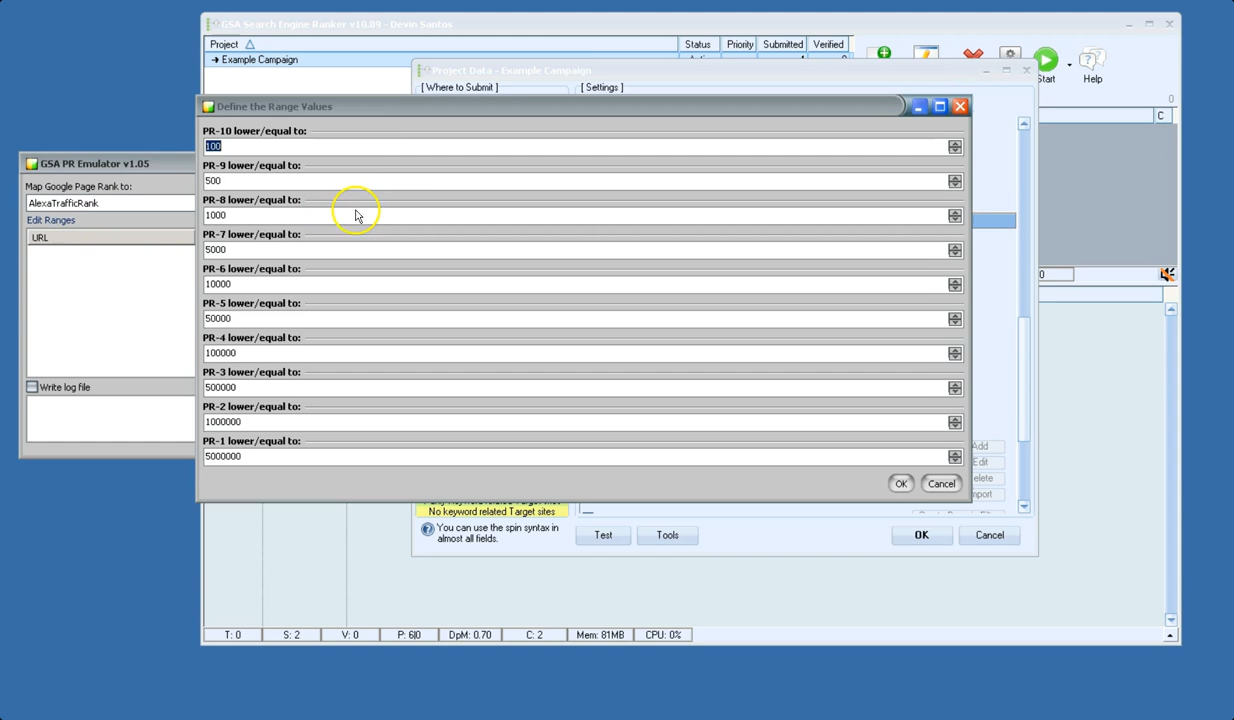 GSA Search Engine Ranker v10.89 - Devin Santos
Project Status Priority Submitted Verified
Example Campaign
Start Help
0
C
Project Data - Example Campaign
[ Where to Submit ] [ Settings ]
Define the Range Values
PR-10 lower/equal to:
100
PR-9 lower/equal to:
500
PR-8 lower/equal to:
1000
PR-7 lower/equal to:
5000
PR-6 lower/equal to:
10000
PR-5 lower/equal to:
50000
PR-4 lower/equal to:
100000
PR-3 lower/equal to:
500000
PR-2 lower/equal to:
1000000
PR-1 lower/equal to:
5000000
OK Cancel
GSA PR Emulator v1.05
Map Google Page Rank to:
AlexaTrafficRank
Edit Ranges
URL
Write log file
0
Add
Edit
elete
mport
No keyword related Target sites
You can use the spin syntax in
almost all fields.
Test Tools OK Cancel
T: 0 S: 2 V: 0 P: 6|0 DpM: 0.70 C: 2 Mem: 81MB CPU: 0%